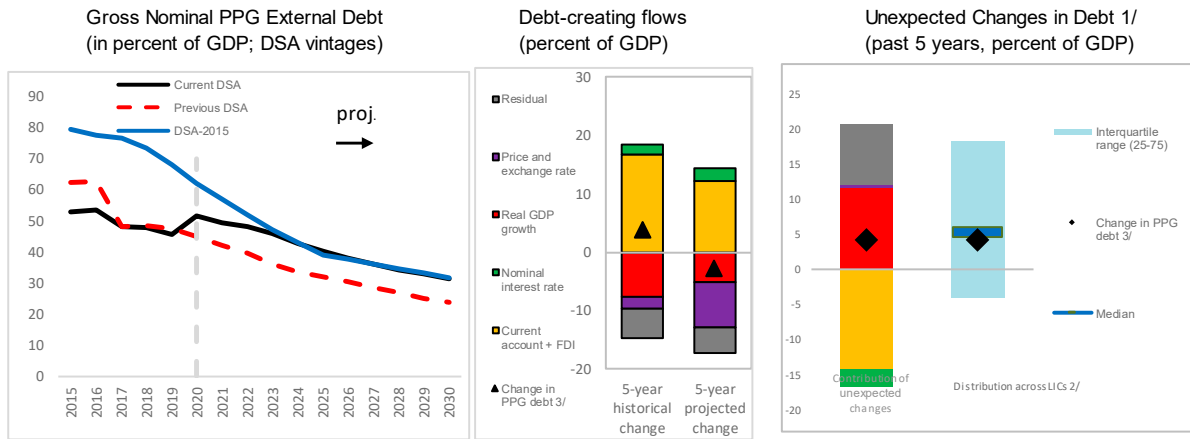 Gross Nominal PPG External Debt
(in percent of GDP; DSA vintages)
Current DSA
Previous DSA
DSA-2015
proj.
90
80
70
60
50
40
30
20
10
0
2015
2016
2017
2018
2019
2020
2021
2022
2023
2024
2025
2026
2027
2028
2029
2030
Debt-creating flows
(percent of GDP)
Residual
Price and
exchange rate
Real GDP
growth
Nominal
interest rate
Current
account + FDI
Change in
PPG debt 3/
30
20
10
0
-10
-20
5-year
historical
change
5-year
projected
change
Unexpected Changes in Debt 1/
(past 5 years, percent of GDP)
25
20
15
10
5
0
-5
-10
-15
-20
Contribution of
unexpected
changes
Distribution across LICs 2/
Interquartile
range (25-75)
Change in PPG
debt 3/
Median